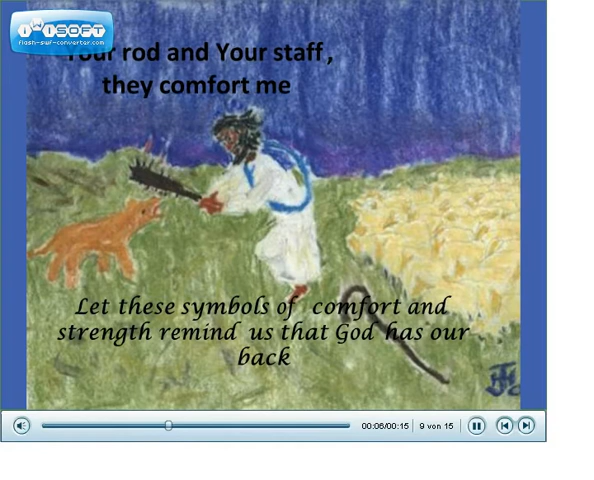 iWiSOFT
flash-swf-converter.com
Your rod and Your staff,
they comfort me
Let these symbols of comfort and
strength remind us that God has our
back
00:06/00:15
9 von 15